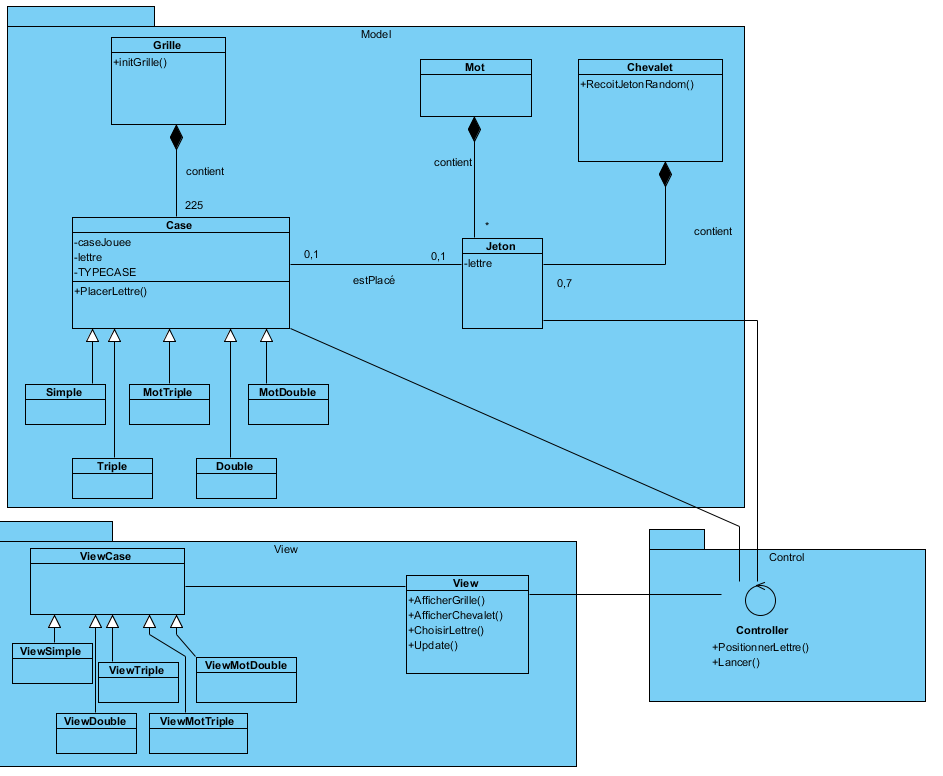 Model
Grille
+initGrille()
Mot
Chevalet
+RecoitJetonRandom()
contient
225
contient
*
contient
Case
-caseJouee
-lettre
-TYPECASE
+PlacerLettre()
0,1
estPlacé
0,1
Jeton
-lettre
0,7
Simple
MotTriple
MotDouble
Triple
Double
View
ViewCase
View
+AfficherGrille()
+AfficherChevalet()
+ChoisirLettre()
+Update()
ViewSimple
ViewTriple
ViewMotDouble
ViewDouble
ViewMotTriple
Control
Controller
+PositionnerLettre()
+Lancer()